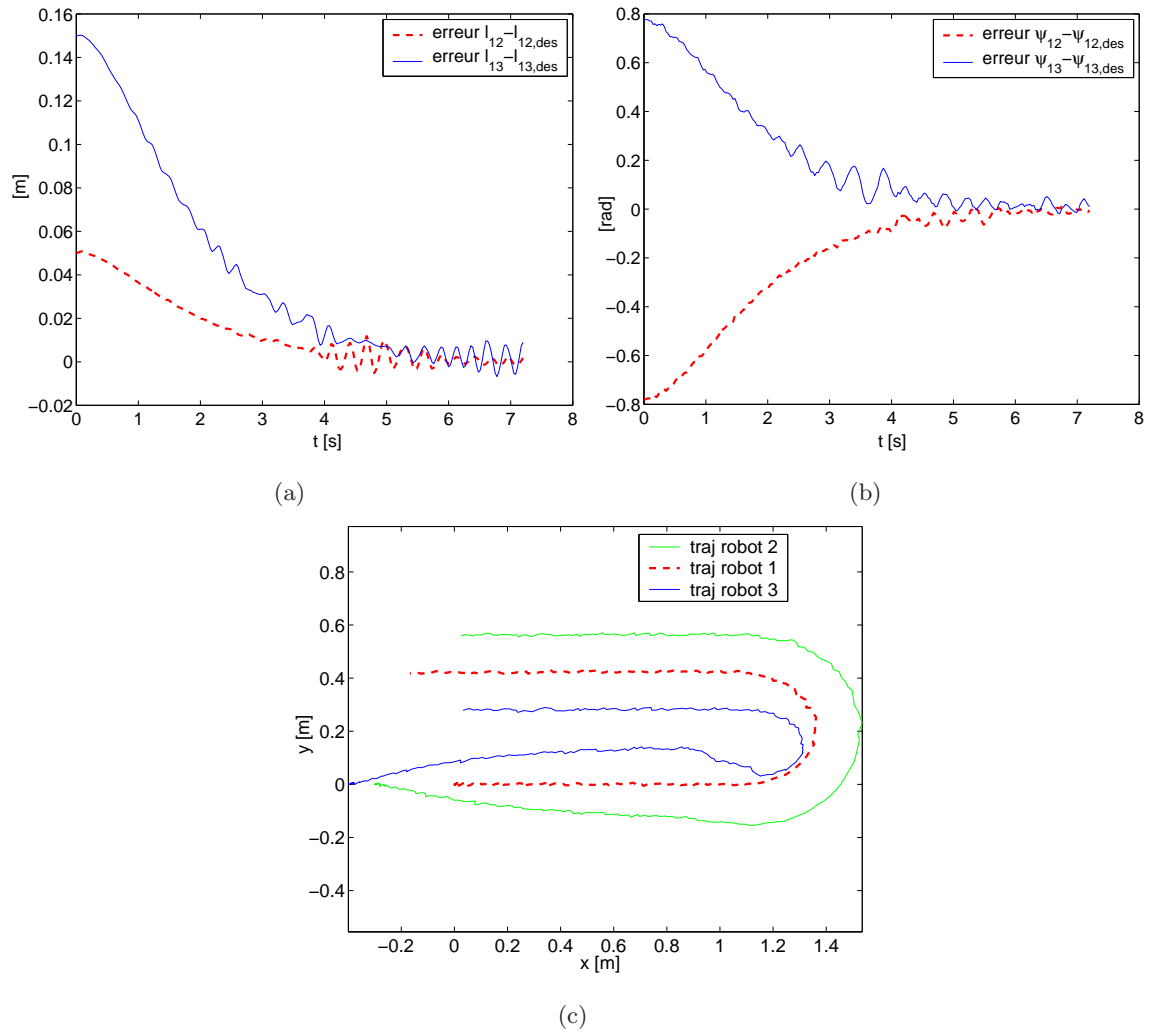 0.16
0.14
0.12
0.1
0.08
0.06
0.04
0.02
0
−0.02
[m]
0 1 2 3 4 5 6 7 8
t [s]
erreur l12−l12,des
erreur l13−l13,des
(a)
0.8
0.6
0.4
0.2
0
−0.2
−0.4
−0.6
−0.8
[rad]
0 1 2 3 4 5 6 7 8
t [s]
erreur ψ12−ψ12,des
erreur ψ13−ψ13,des
(b)
0.8
0.6
0.4
0.2
0
−0.2
−0.4
y [m]
−0.2 0 0.2 0.4 0.6 0.8 1 1.2 1.4
x [m]
traj robot 2
traj robot 1
traj robot 3
(c)